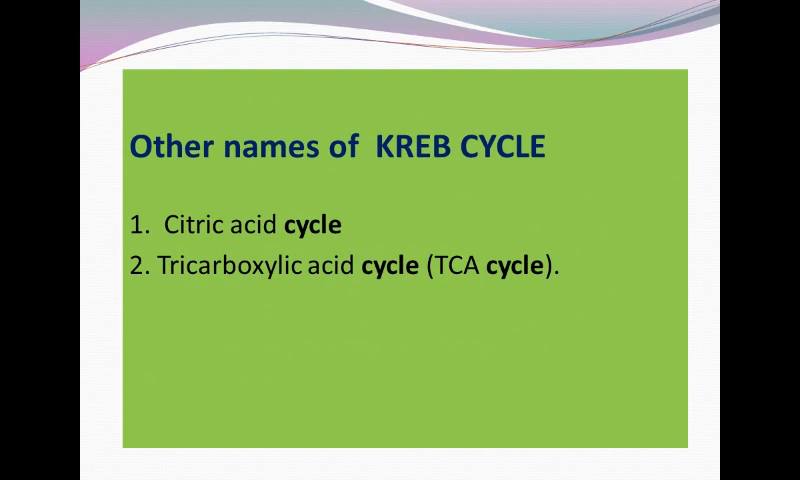 Other names of KREB CYCLE
1. Citric acid cycle
2. Tricarboxylic acid cycle (TCA cycle).